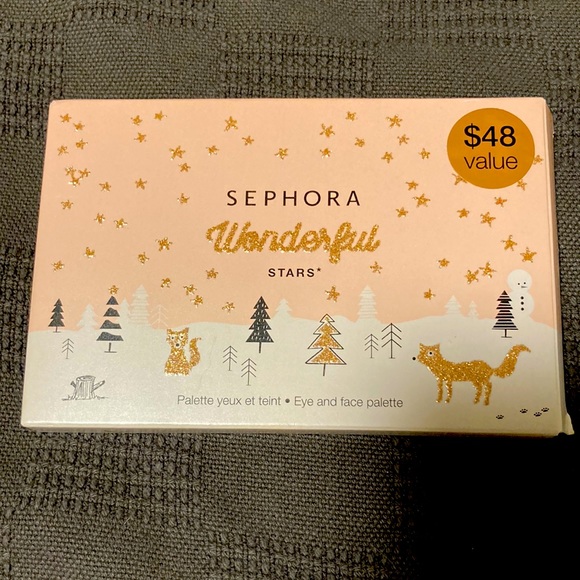 $48
value
SEPHORA
Wonderful
STARS*
Palette yeux et teint • Eye and face palette